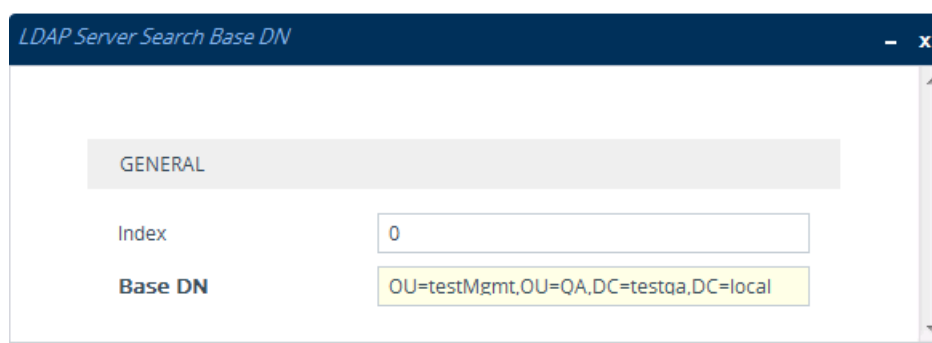 LDAP Server Search Base DN
– x
GENERAL
Index 0
Base DN OU=testMgmt,OU=QA,DC=testqa,DC=local